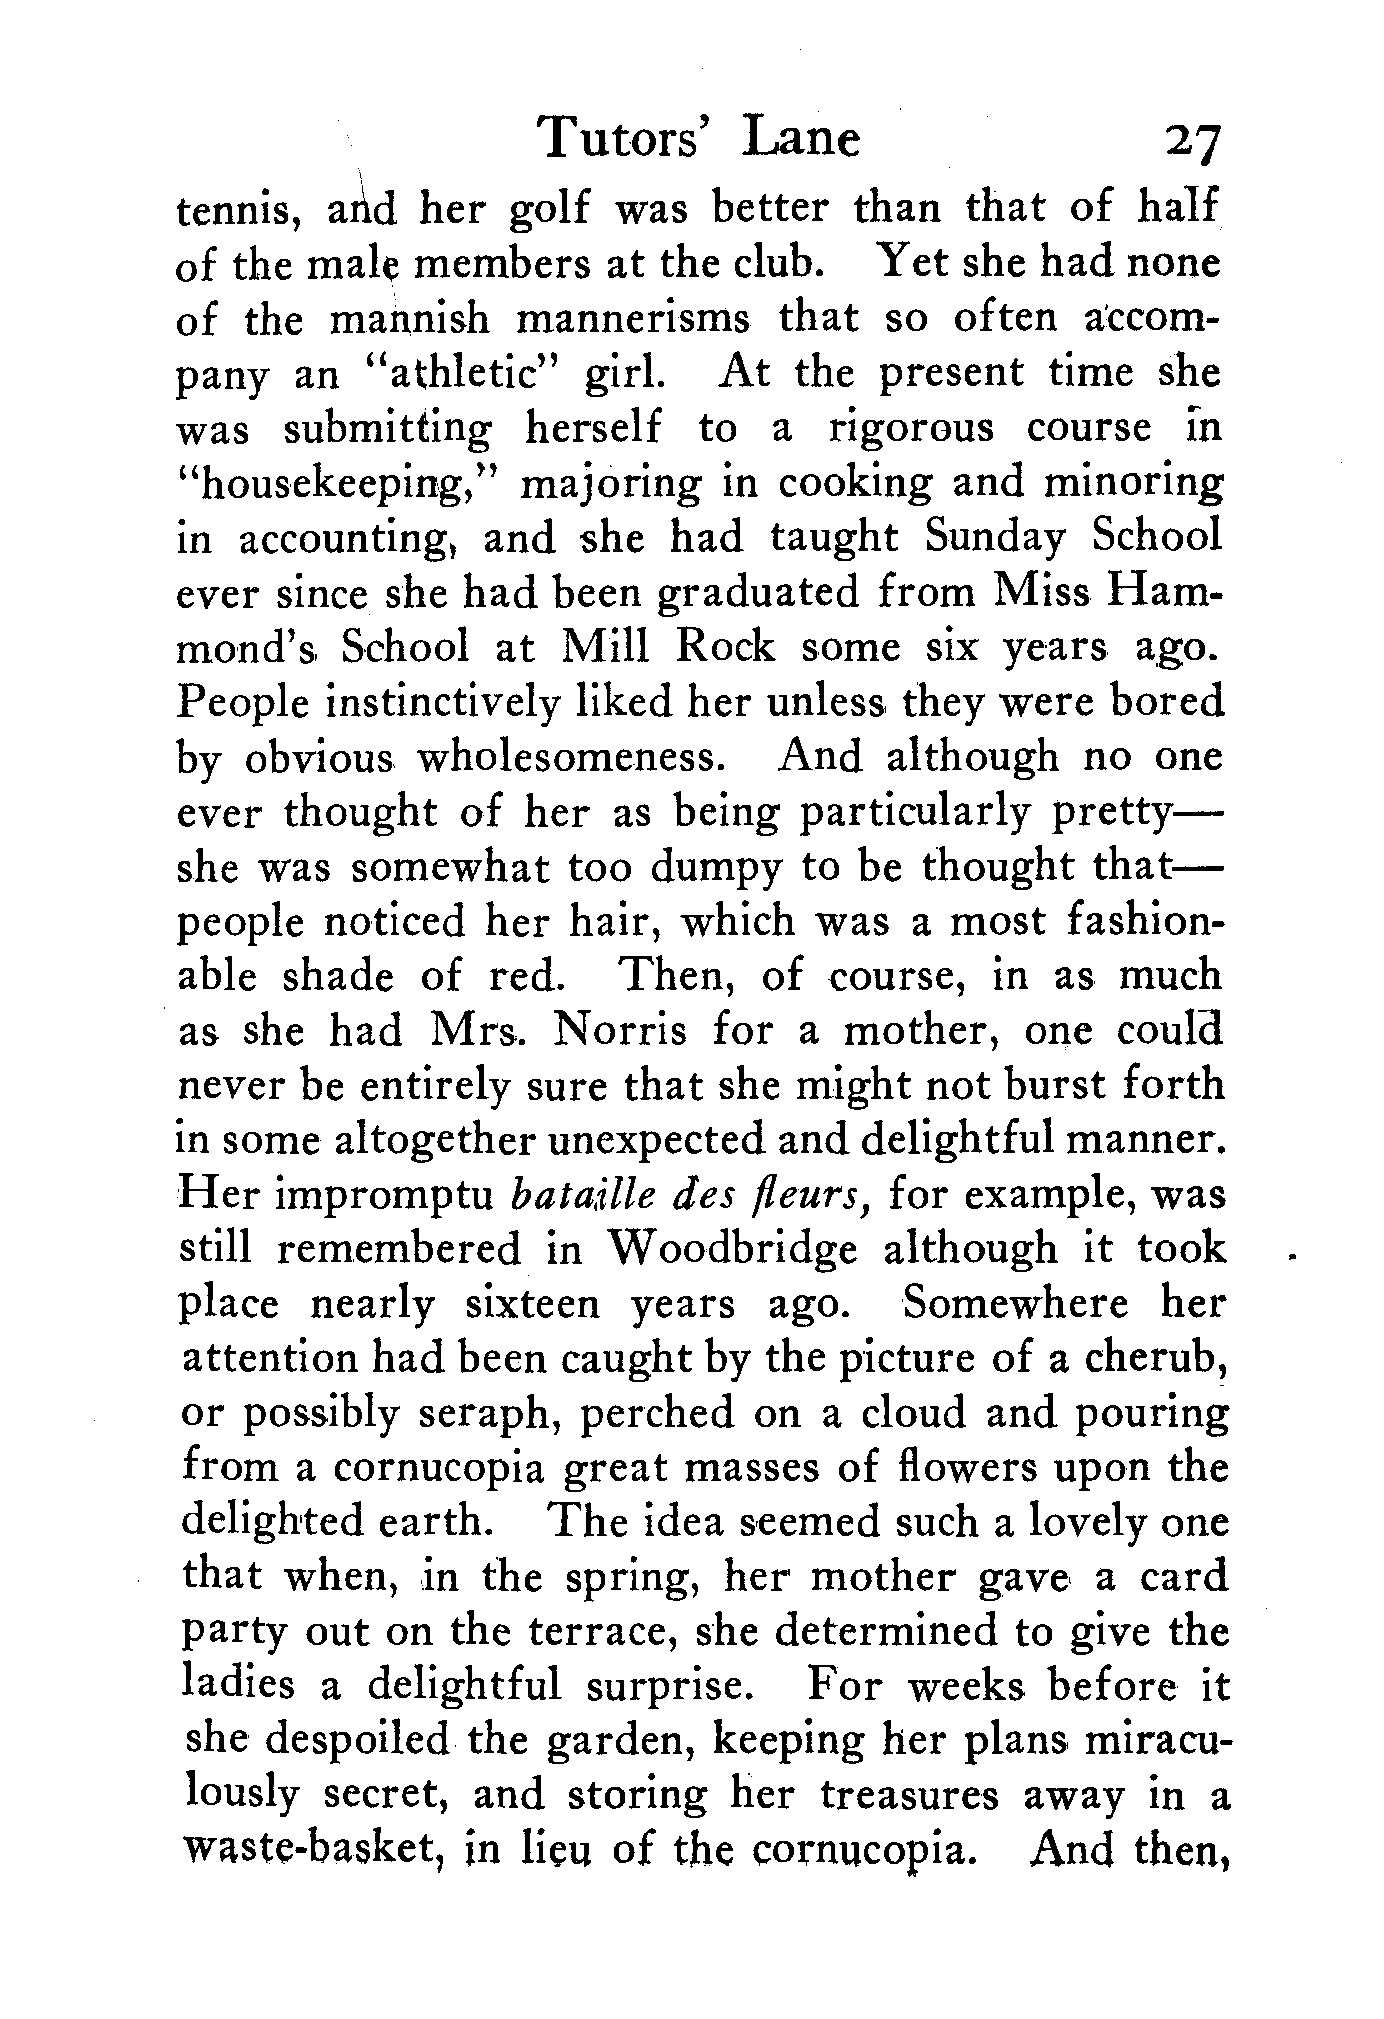 Tutors' Lane 27
tennis, and her golf was better than that of half
of the male members at the club. Yet she had none
of the mannish mannerisms that so often accom-
pany an "athletic" girl. At the present time she
was submitting herself to a rigorous course in
"housekeeping," majoring in cooking and minoring
in accounting, and she had taught Sunday School
ever since she had been graduated from Miss Ham-
mond's School at Mill Rock some six years ago.
People instinctively liked her unless they were bored
by obvious wholesomeness. And although no one
ever thought of her as being particularly pretty—
she was somewhat too dumpy to be thought that—
people noticed her hair, which was a most fashion-
able shade of red. Then, of course, in as much
as she had Mrs. Norris for a mother, one could
never be entirely sure that she might not burst forth
in some altogether unexpected and delightful manner.
Her impromptu bataille des fleurs, for example, was
still remembered in Woodbridge although it took
place nearly sixteen years ago. Somewhere her
attention had been caught by the picture of a cherub,
or possibly seraph, perched on a cloud and pouring
from a cornucopia great masses of flowers upon the
delighted earth. The idea seemed such a lovely one
that when, in the spring, her mother gave a card
party out on the terrace, she determined to give the
ladies a delightful surprise. For weeks before it
she despoiled the garden, keeping her plans miracu-
lously secret, and storing her treasures away in a
waste-basket, in lieu of the cornucopia. And then,